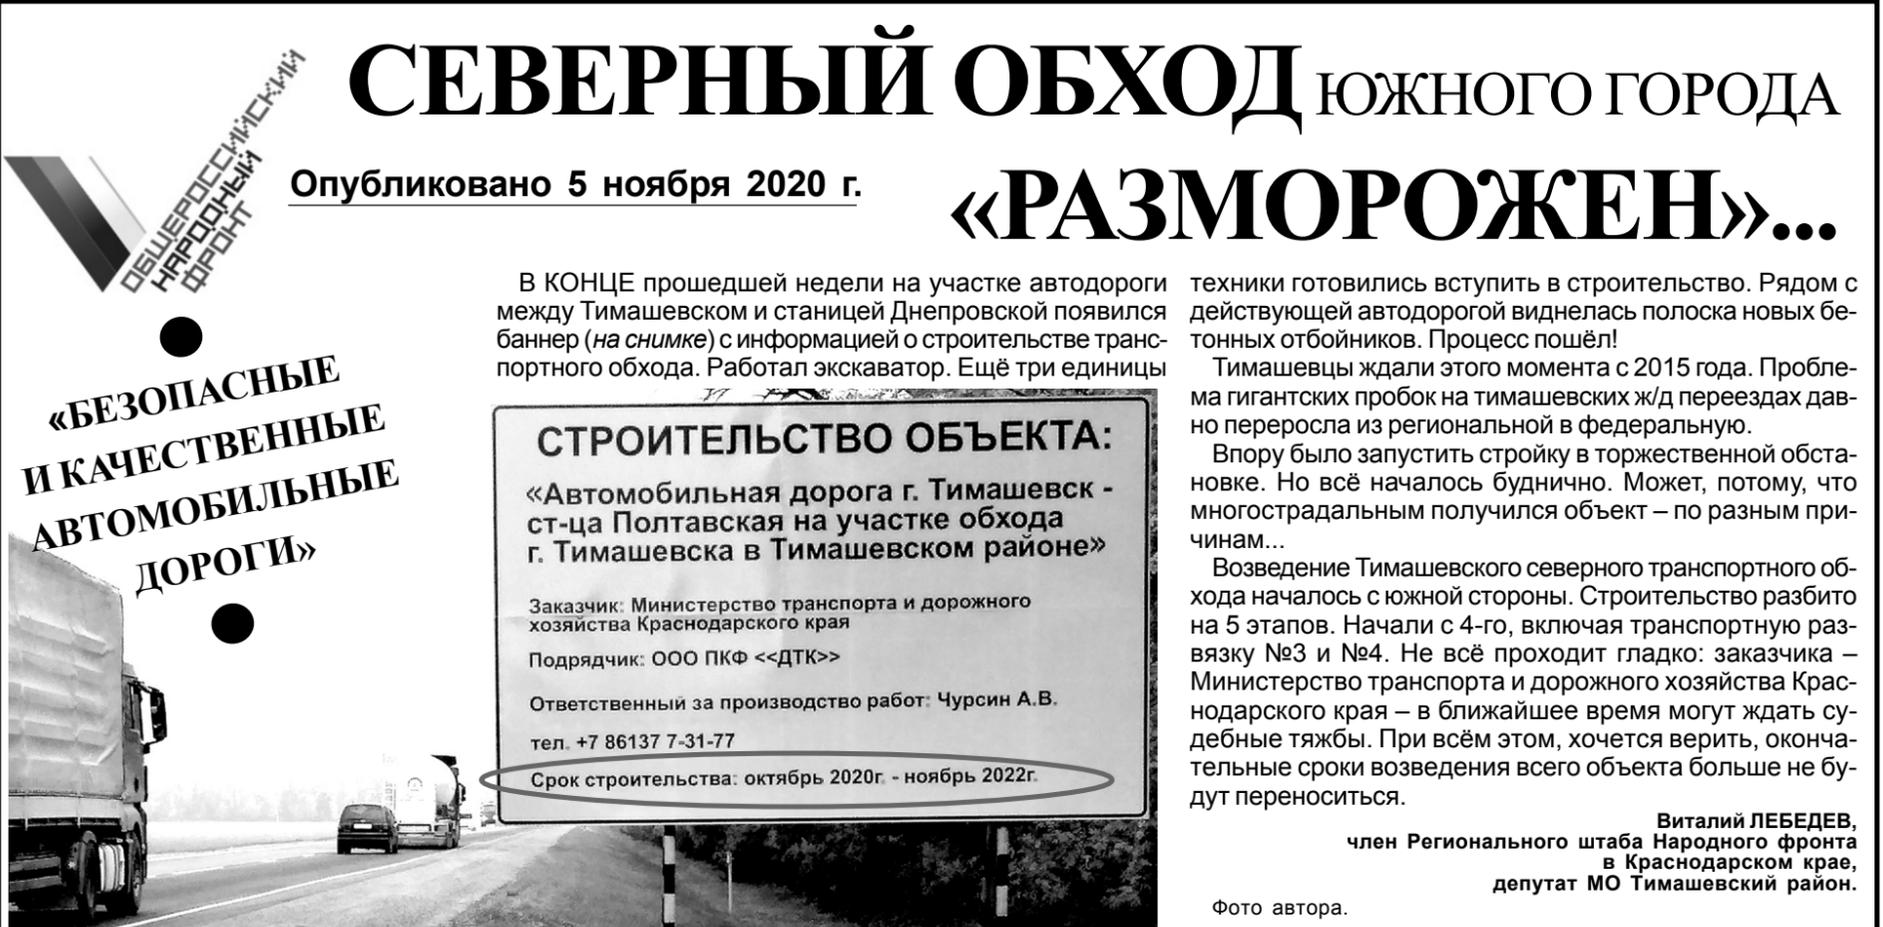 СЕВЕРНЫЙ ОБХОД ЮЖНОГО ГОРОДА
«РАЗМОРОЖЕН»...
Опубликовано 5 ноября 2020 г.
ОБЩЕРОССИЙСКИЙ
НАРОДНЫЙ
ФРОНТ
«БЕЗОПАСНЫЕ
И КАЧЕСТВЕННЫЕ
АВТОМОБИЛЬНЫЕ
ДОРОГИ»
В КОНЦЕ прошедшей недели на участке автодороги
между Тимашевском и станицей Днепровской появился
баннер (на снимке) с информацией о строительстве транс-
портного обхода. Работал экскаватор. Ещё три единицы
СТРОИТЕЛЬСТВО ОБЪЕКТА:
«Автомобильная дорога г. Тимашевск -
ст-ца Полтавская на участке обхода
г. Тимашевска в Тимашевском районе»
Заказчик: Министерство транспорта и дорожного
хозяйства Краснодарского края
Подрядчик: ООО ПКФ <<ДТК>>
Ответственный за производство работ: Чурсин А.В.
тел. +7 86137 7-31-77
Срок строительства: октябрь 2020г. - ноябрь 2022г.
техники готовились вступить в строительство. Рядом с
действующей автодорогой виднелась полоска новых бе-
тонных отбойников. Процесс пошёл!
Тимашевцы ждали этого момента с 2015 года. Пробле-
ма гигантских пробок на тимашевских ж/д переездах дав-
но переросла из региональной в федеральную.
Впору было запустить стройку в торжественной обста-
новке. Но всё началось буднично. Может, потому, что
многострадальным получился объект – по разным при-
чинам...
Возведение Тимашевского северного транспортного об-
хода началось с южной стороны. Строительство разбито
на 5 этапов. Начали с 4-го, включая транспортную раз-
вязку №3 и №4. Не всё проходит гладко: заказчика –
Министерство транспорта и дорожного хозяйства Крас-
нодарского края – в ближайшее время могут ждать су-
дебные тяжбы. При всём этом, хочется верить, оконча-
тельные сроки возведения всего объекта больше не бу-
дут переноситься.
Виталий ЛЕБЕДЕВ,
член Регионального штаба Народного фронта
в Краснодарском крае,
депутат МО Тимашевский район.
Фото автора.